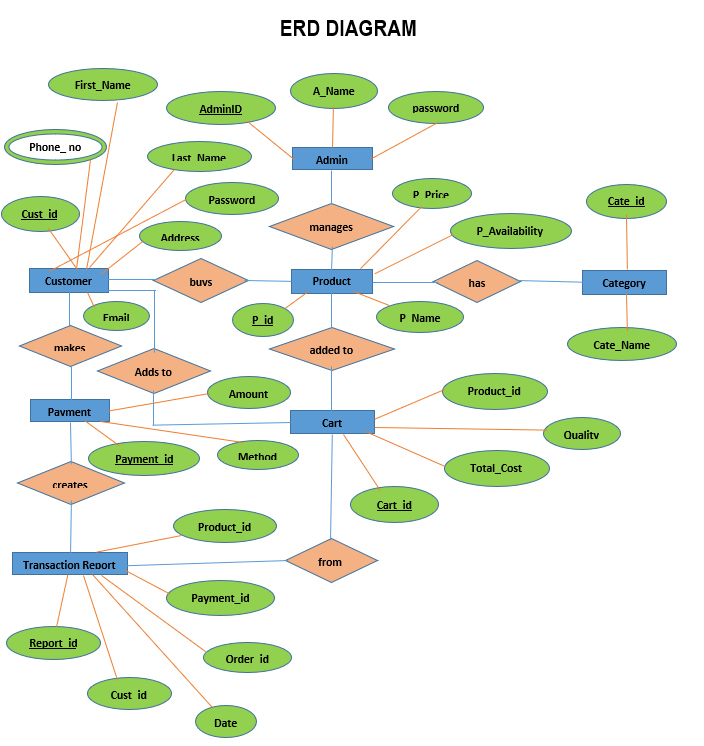 ERD DIAGRAM
First_Name
A_Name
AdminID
password
Phone_ no
Last_Name
Admin
P_Price
Password
Cate_id
Cust_id
manages
P_Availability
Address
Customer
buys
Product
has
Category
Email
P_id
P_Name
makes
added to
Cate_Name
Adds to
Amount
Product_id
Payment
Cart
Quality
Payment_id
Method
Total_Cost
creates
Cart_id
Product_id
Transaction Report
from
Payment_id
Report_id
Order_id
Cust_id
Date